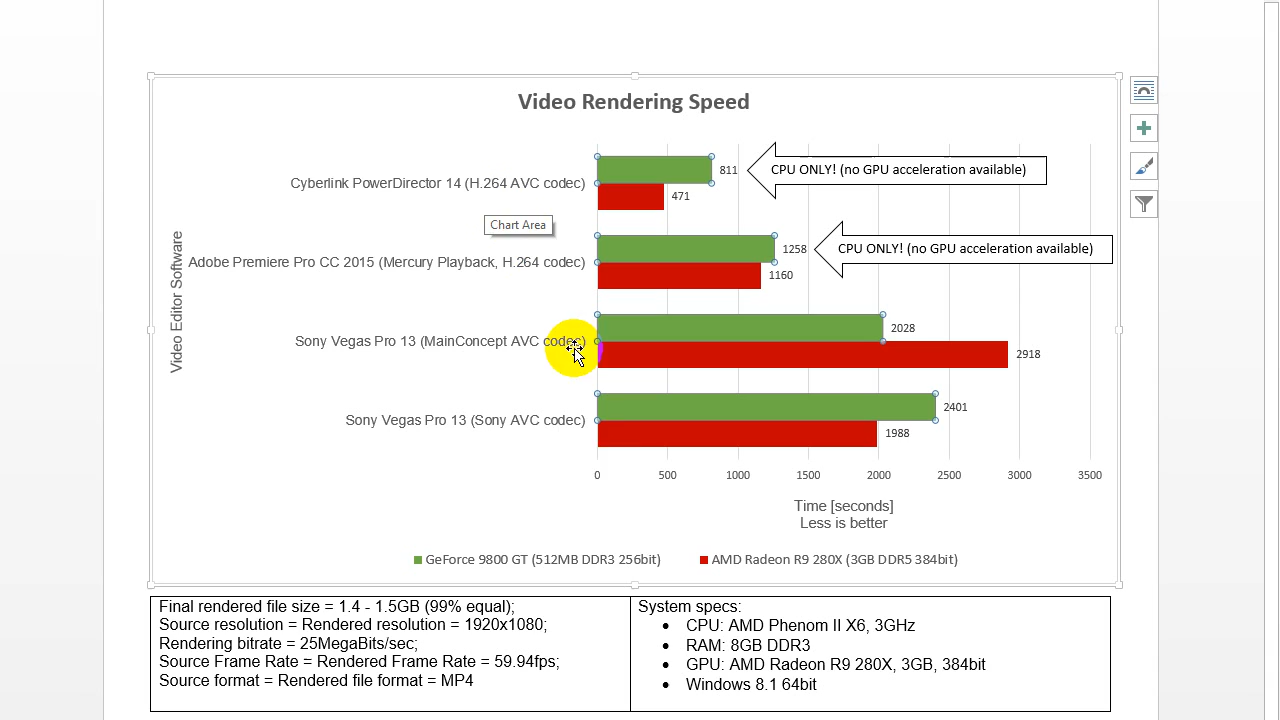 Video Rendering Speed
CPU ONLY! (no GPU acceleration available)
811
Cyberlink PowerDirector 14 (H.264 AVC codec)
471
Chart Area
CPU ONLY! (no GPU acceleration available)
1258
Adobe Premiere Pro CC 2015 (Mercury Playback, H.264 codec)
1160
Video Editor Software
2028
Sony Vegas Pro 13 (MainConcept AVC codec)
2918
2401
Sony Vegas Pro 13 (Sony AVC codec)
1988
0 500 1000 1500 2000 2500 3000 3500
Time [seconds]
Less is better
GeForce 9800 GT (512MB DDR3 256bit)
AMD Radeon R9 280X (3GB DDR5 384bit)
Final rendered file size = 1.4 - 1.5GB (99% equal);
Source resolution = Rendered resolution = 1920x1080;
Rendering bitrate = 25MegaBits/sec;
Source Frame Rate = Rendered Frame Rate = 59.94fps;
Source format = Rendered file format = MP4
System specs:
• CPU: AMD Phenom II X6, 3GHz
• RAM: 8GB DDR3
• GPU: AMD Radeon R9 280X, 3GB, 384bit
• Windows 8.1 64bit